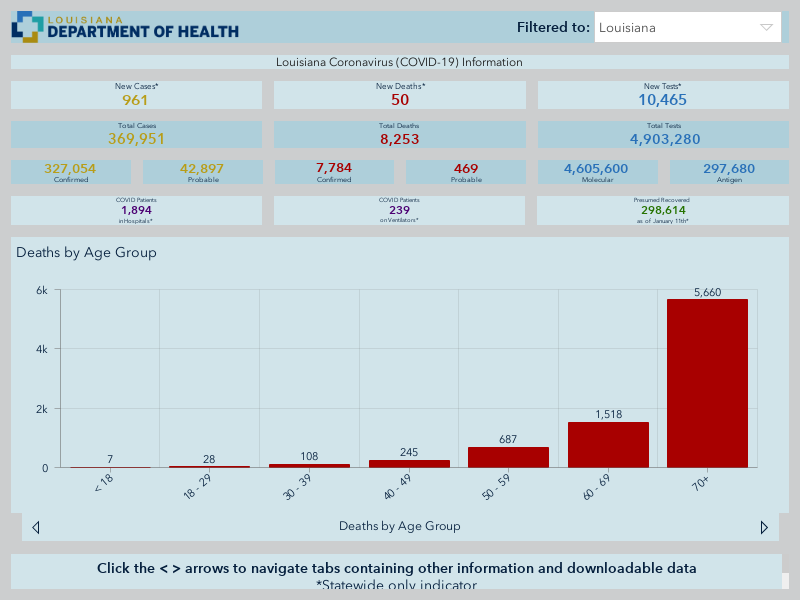 LOUISIANA
DEPARTMENT OF HEALTH
Filtered to:
Louisiana
Louisiana Coronavirus (COVID-19) Information
New Cases*
961
New Deaths*
50
New Tests*
10,465
Total Cases
369,951
Total Deaths
8,253
Total Tests
4,903,280
327,054
Confirmed
42,897
Probable
7,784
Confirmed
469
Probable
4,605,600
Molecular
297,680
Antigen
COVID Patients
1,894
in Hospitals*
COVID Patients
239
on Ventilators*
Presumed Recovered
298,614
as of January 11th*
Deaths by Age Group
6k
4k
2k
0
7
28
108
245
687
1,518
5,660
< 18
18 - 29
30 - 39
40 - 49
50 - 59
60 - 69
70+
Deaths by Age Group
Click the < > arrows to navigate tabs containing other information and downloadable data
*Statewide only indicator